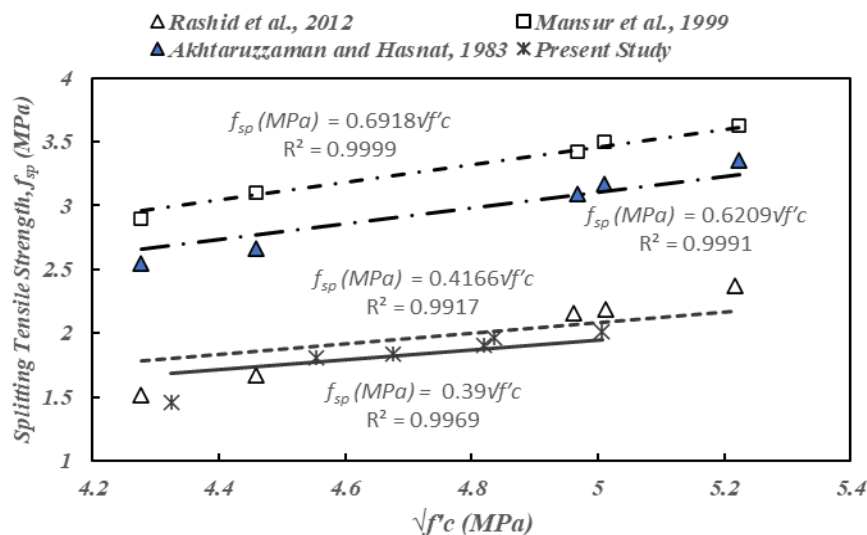 Rashid et al., 2012 Mansur et al., 1999
Akhtaruzzaman and Hasnat, 1983 Present Study
Splitting Tensile Strength, fsp (MPa)
4
3.5
3
2.5
2
1.5
1
fsp (MPa) = 0.6918√f'c
R² = 0.9999
fsp (MPa) = 0.6209√f'c
R² = 0.9991
fsp (MPa) = 0.4166√f'c
R² = 0.9917
fsp (MPa) = 0.39√f'c
R² = 0.9969
4.2 4.4 4.6 4.8 5 5.2 5.4
√f'c (MPa)